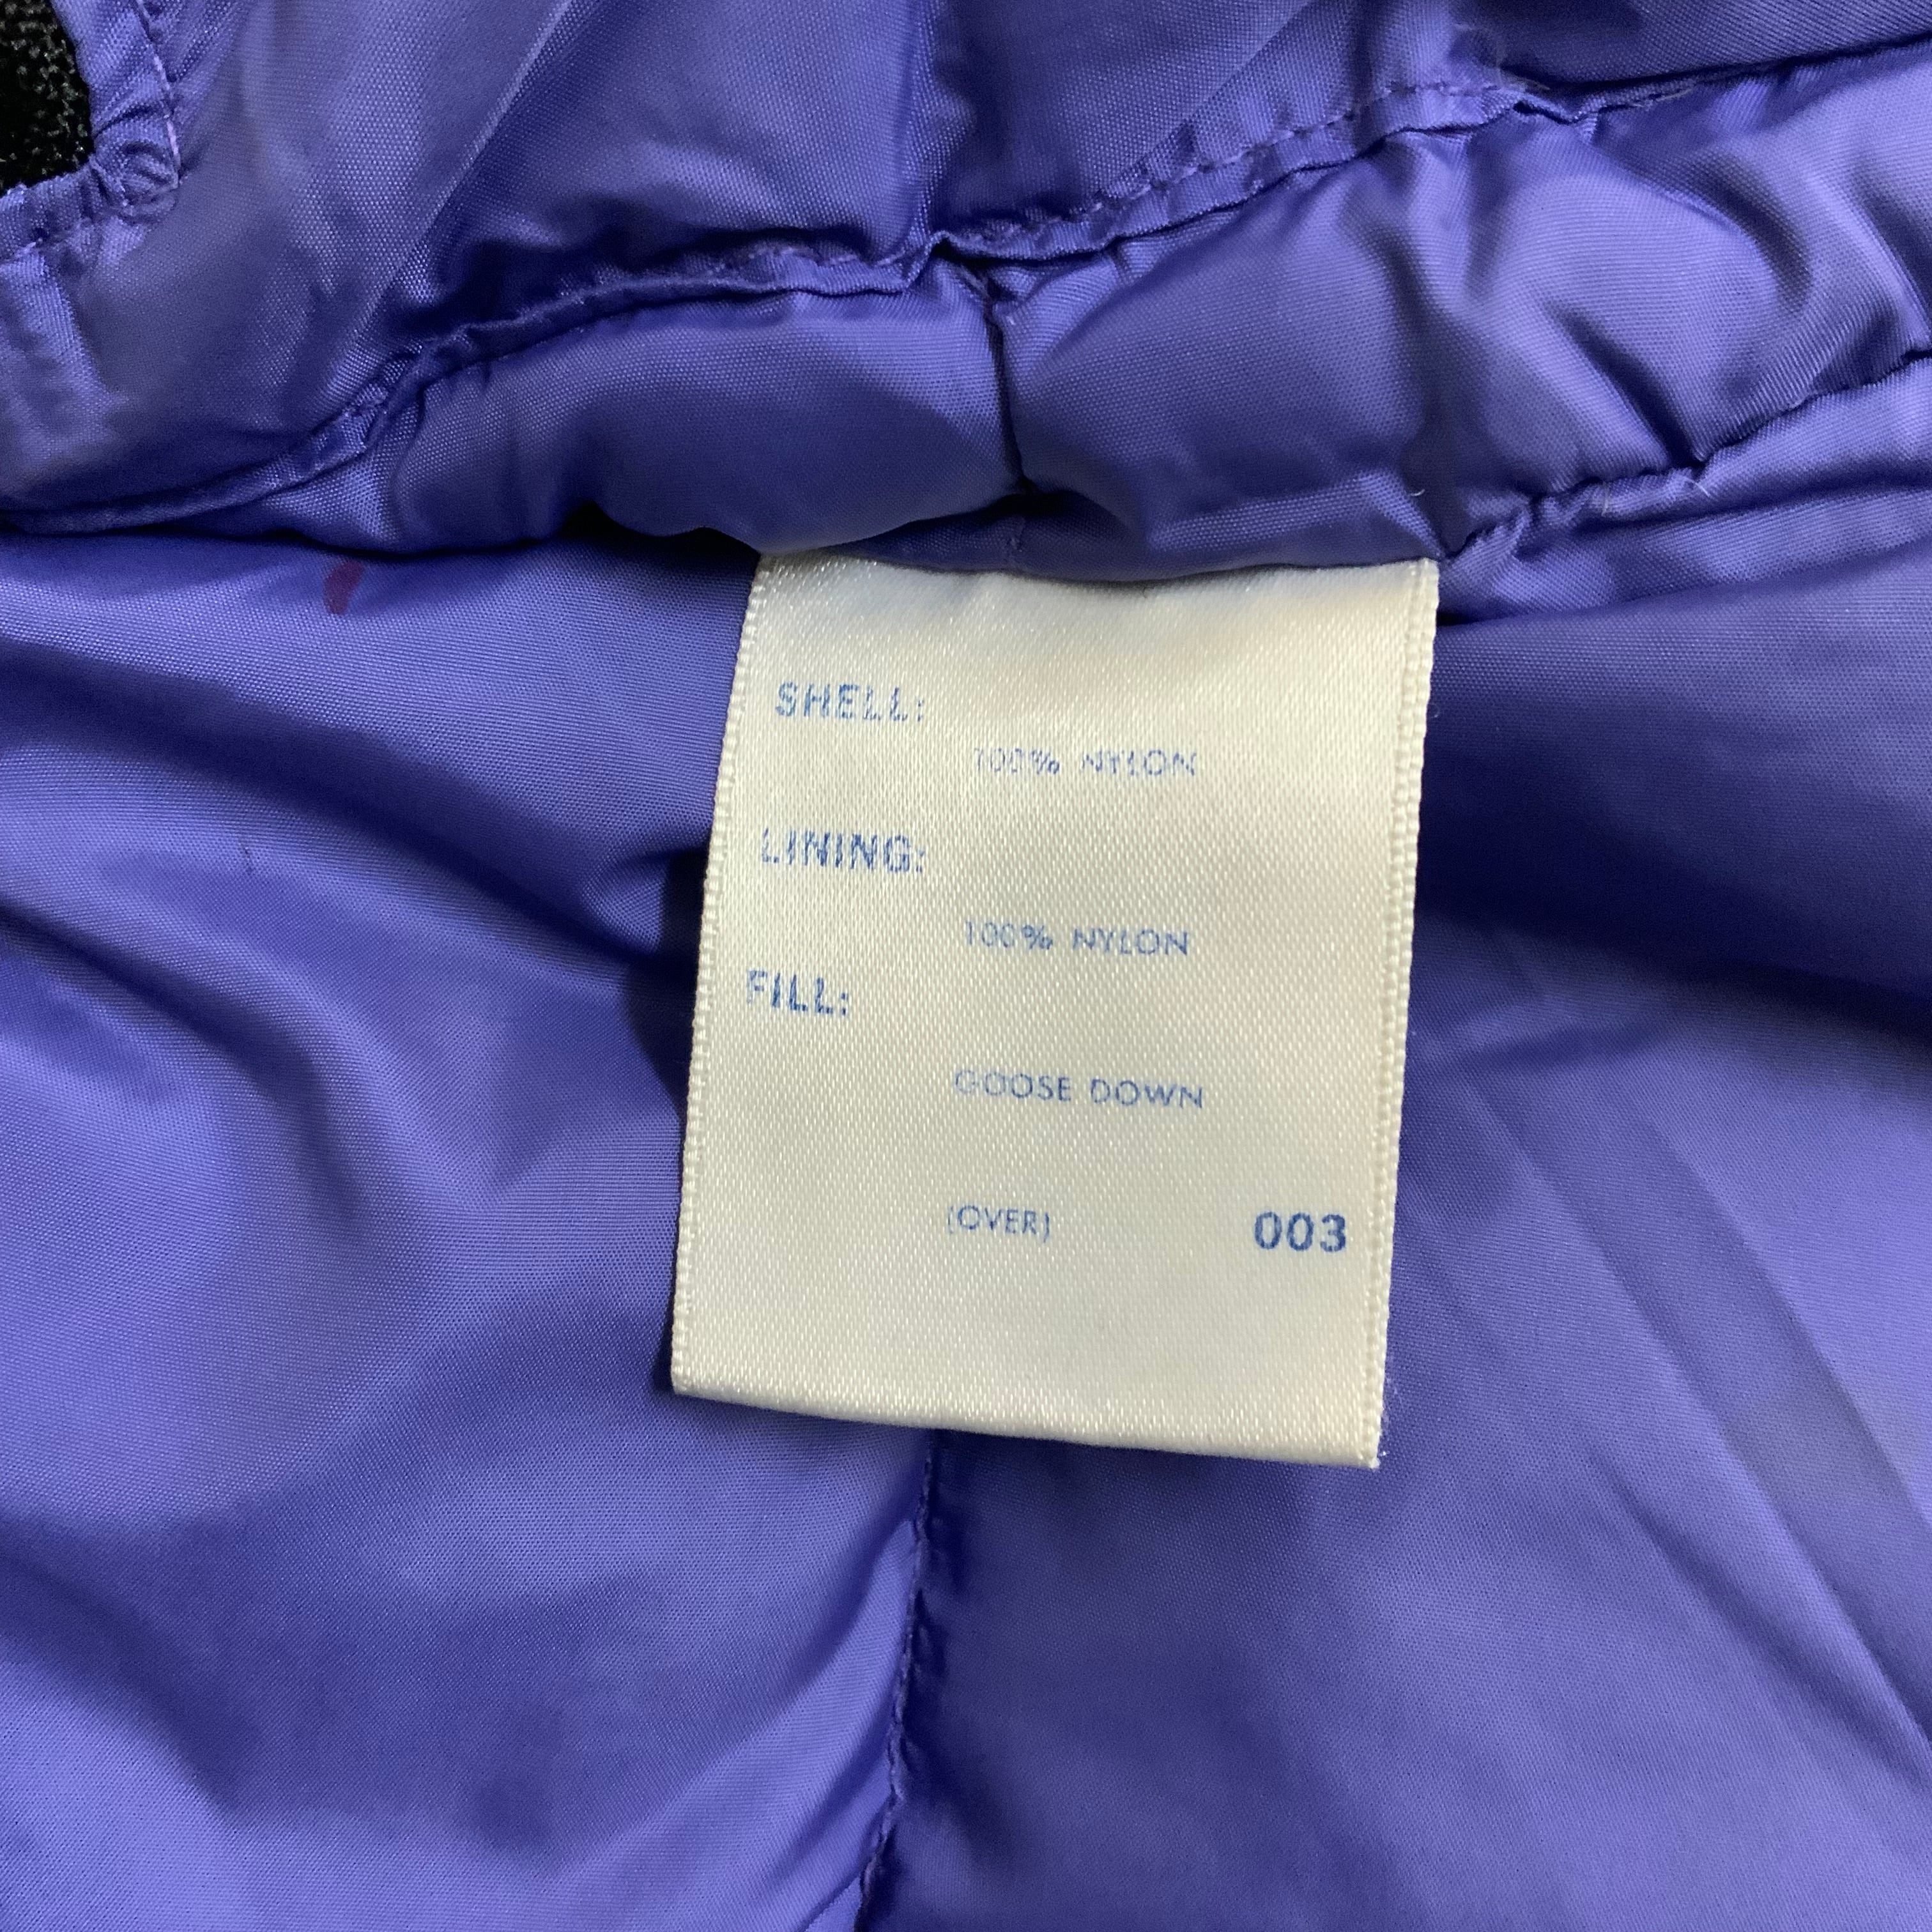 SHELL:
100% NYLON
LINING:
100% NYLON
FILL:
GOOSE DOWN
(OVER) 003